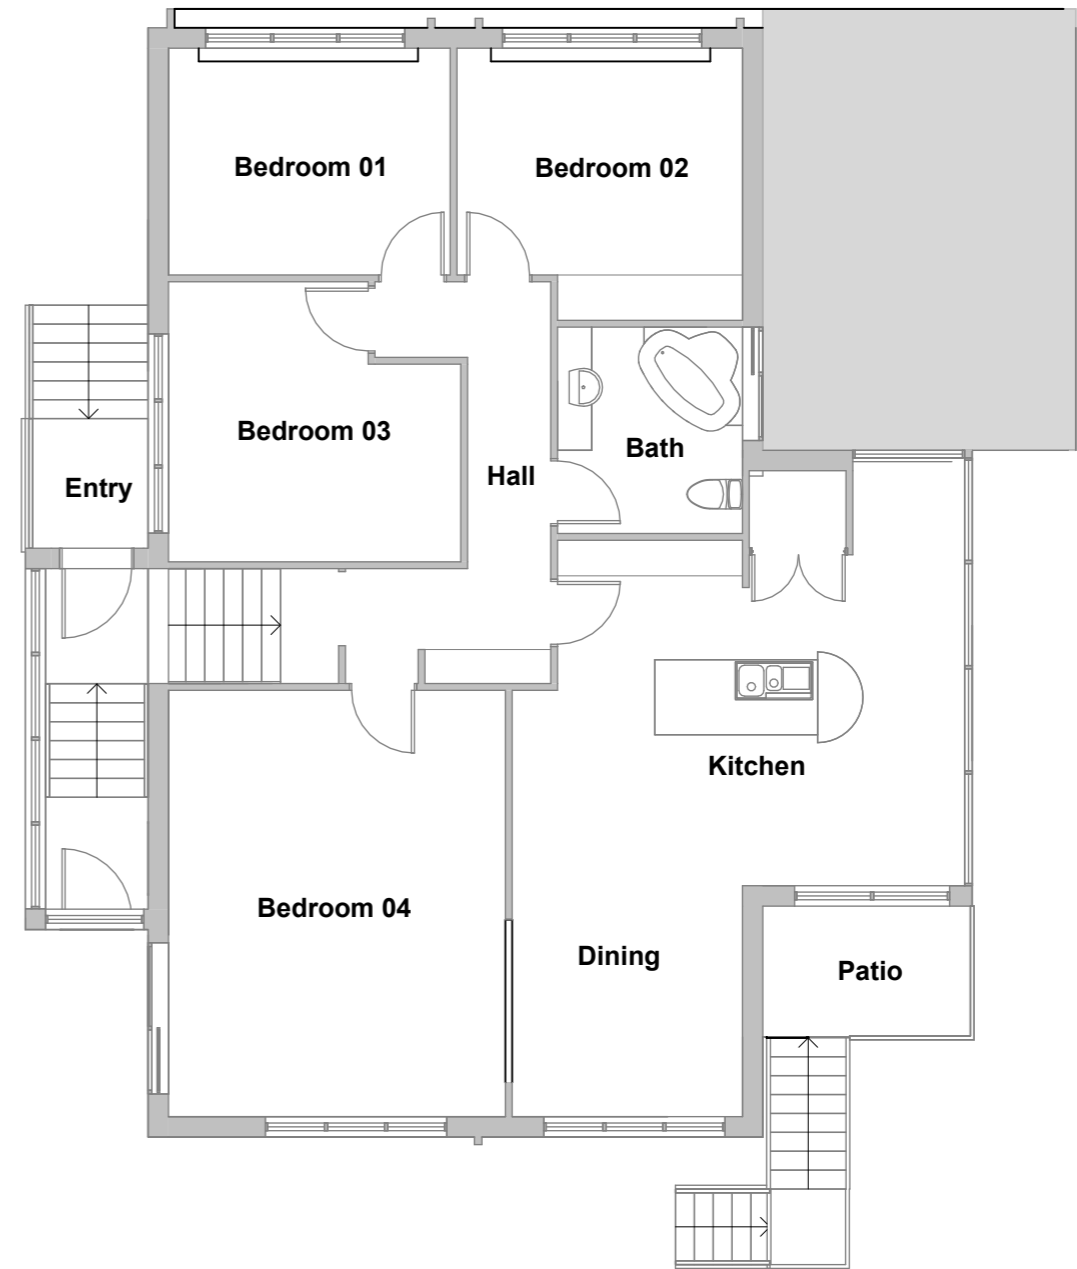 Bedroom 01
Bedroom 02
Bedroom 03
Bath
Hall
Entry
Kitchen
Bedroom 04
Dining
Patio